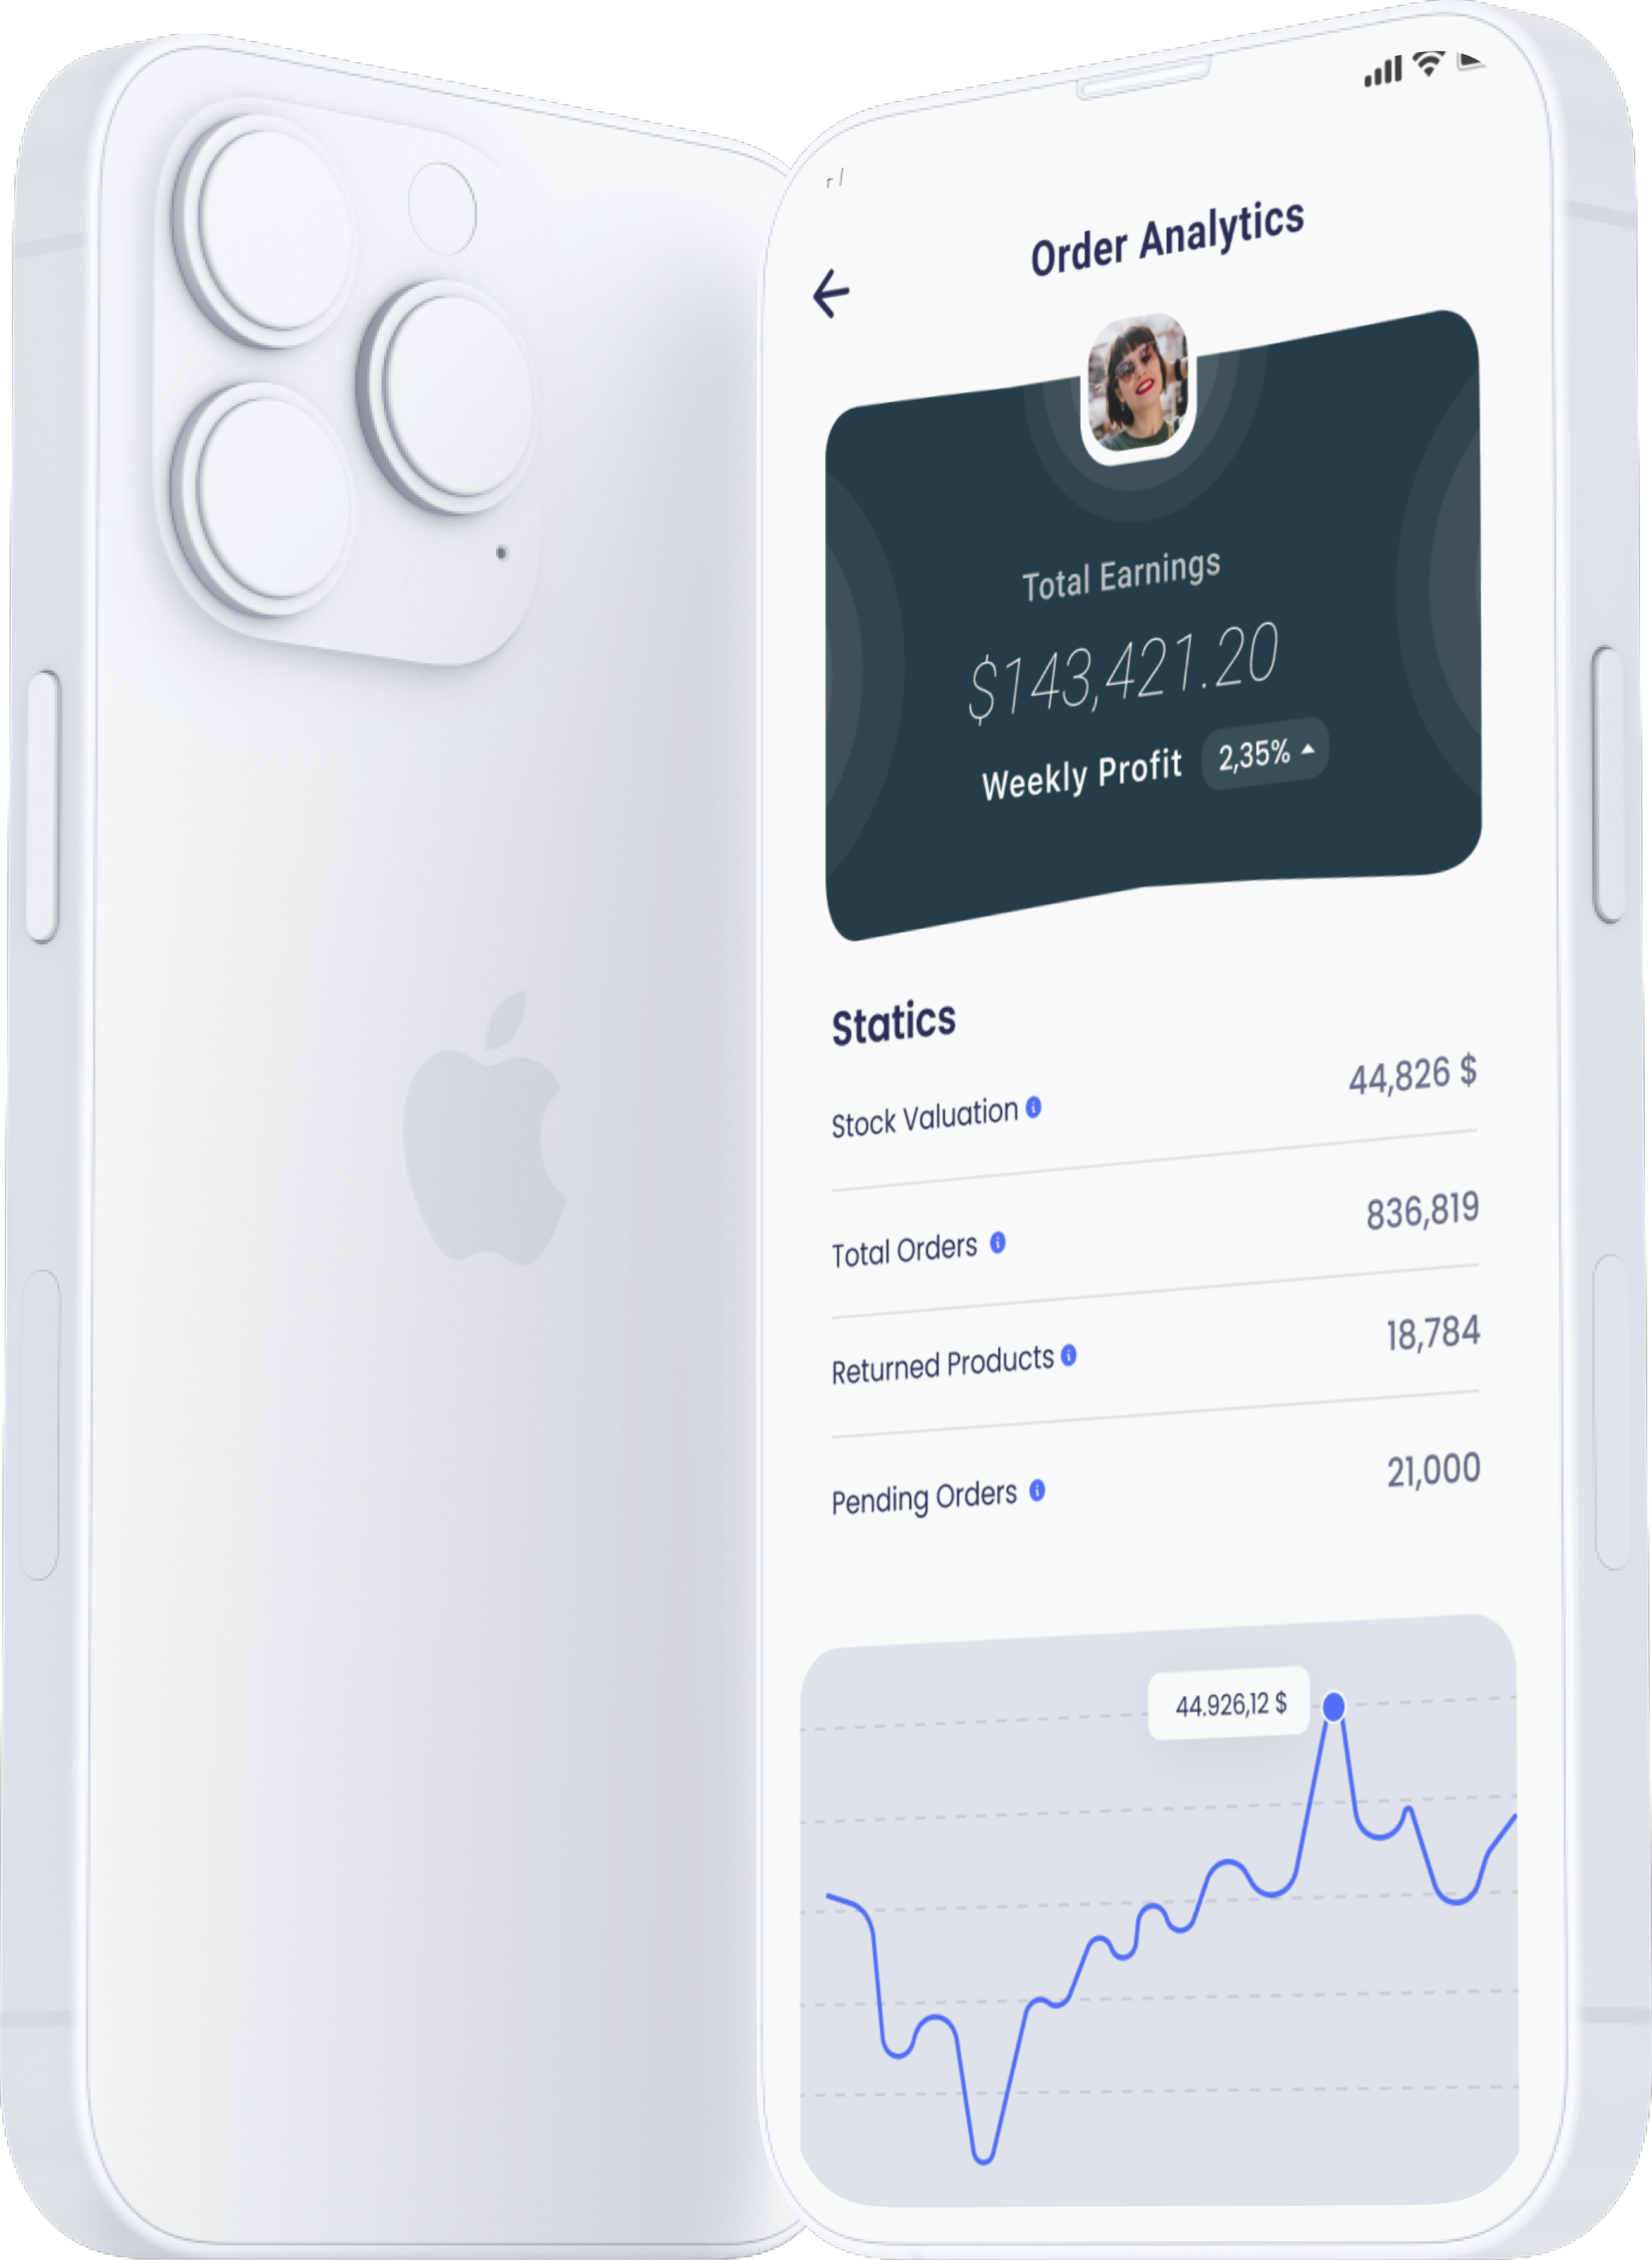 Order Analytics
Total Earnings
$143,421.20
Weekly Profit 2,35%
Statics
Stock Valuation 44,826 $
Total Orders 836,819
Returned Products 18,784
Pending Orders 21,000
44.926,12 $